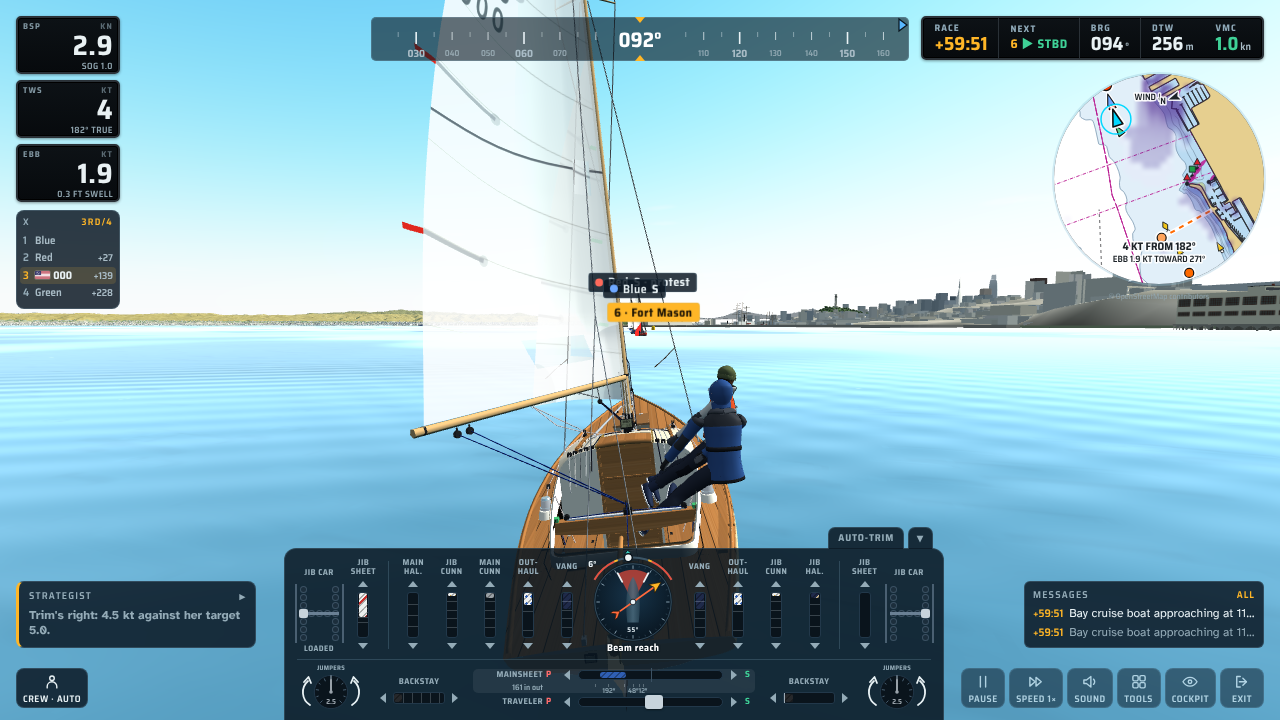 BSP KN
2.9
SOG 1.0
TWS KT
4
182° TRUE
EBB KT
1.9
0.3 FT SWELL
X 3RD/4
1 Blue
2 Red +27
3 000 +139
4 Green +228
030 040 050 060 070 092° 110 120 130 140 150 160
RACE
+59:51
NEXT
6 ▶ STBD
BRG
094°
DTW
256 m
VMC
1.0 kn
WIND
N
4 KT FROM 182°
EBB 1.9 KT TOWARD 271°
Blue S
6 · Fort Mason
AUTO-TRIM ▼
JIB CAR
JIB SHEET
MAIN HAL.
JIB CUNN
MAIN CUNN
OUT-HAUL
VANG
6°
55°
Beam reach
VANG
OUT-HAUL
JIB CUNN
JIB HAL.
JIB SHEET
JIB CAR
LOADED
JUMPERS
2.5
BACKSTAY
MAINSHEET P S
161 in out
192° 48°12°
TRAVELER P S
BACKSTAY
JUMPERS
2.5
STRATEGIST ▶
Trim's right: 4.5 kt against her target
5.0.
CREW · AUTO
MESSAGES ALL
+59:51 Bay cruise boat approaching at 11...
+59:51 Bay cruise boat approaching at 11...
PAUSE
SPEED 1×
SOUND
TOOLS
COCKPIT
EXIT